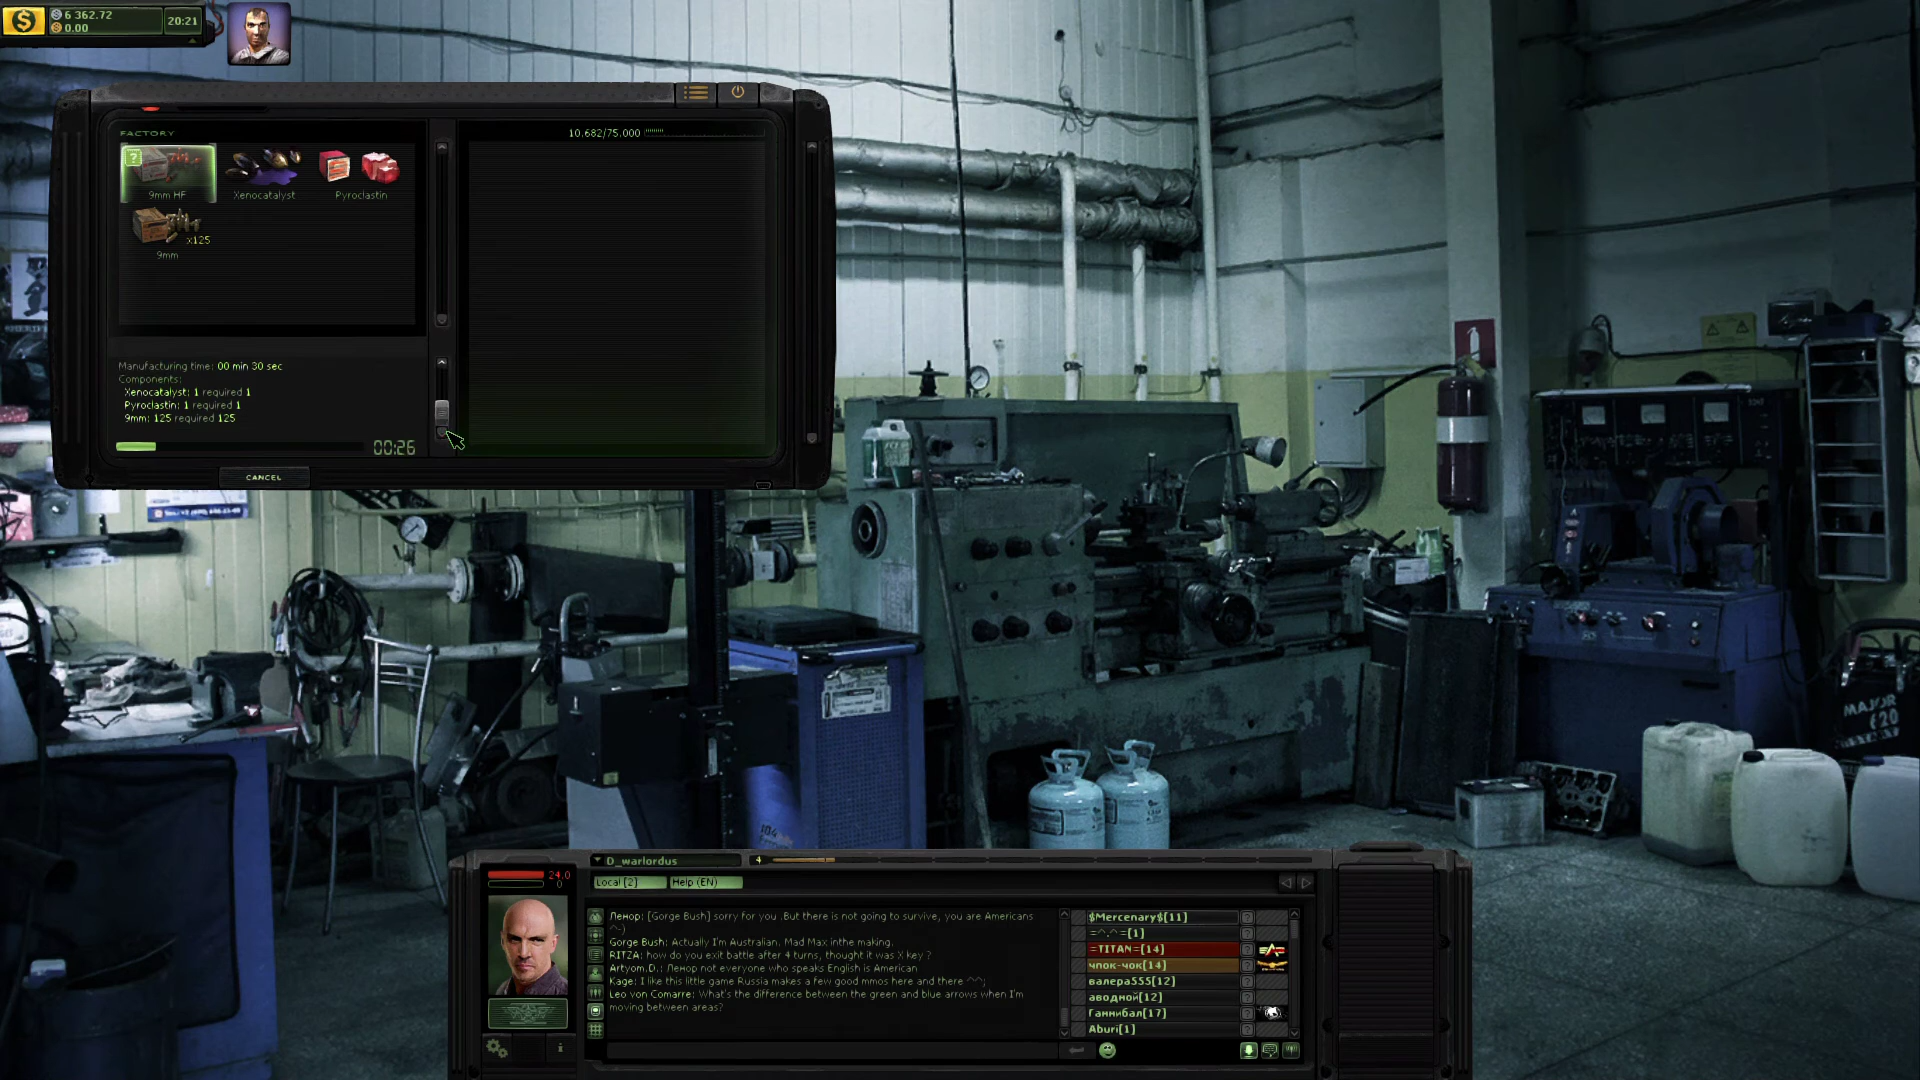 6 362.72
0.00
20:21
FACTORY
10.682/75.000
9mm HF
Xenocatalyst
Pyroclastin
x125
9mm
Manufacturing time: 00 min 30 sec
Components:
Xenocatalyst: 1 required 1
Pyroclastin: 1 required 1
9mm: 125 required 125
00:26
CANCEL
MAJOR
620
D_warlordus
4
24.0
0
Local [2]
Help (EN)
Лемор: [Gorge Bush] sorry for you .But there is not going to survive, you are Americans
^-)
Gorge Bush: Actually I'm Australian. Mad Max inthe making.
RITZA: how do you exit battle after 4 turns, thought it was X key ?
Artyom.D.: Лемор not everyone who speaks English is American
Kage: I like this little game Russia makes a few good mmos here and there ^^;
Leo von Comarre: What's the difference between the green and blue arrows when I'm
moving between areas?
$Mercenary$[11]
=^.^=[1]
=TITAN=[14]
чпок-чок[14]
валера555[12]
аводмой[12]
Ганнибал[17]
Aburi[1]